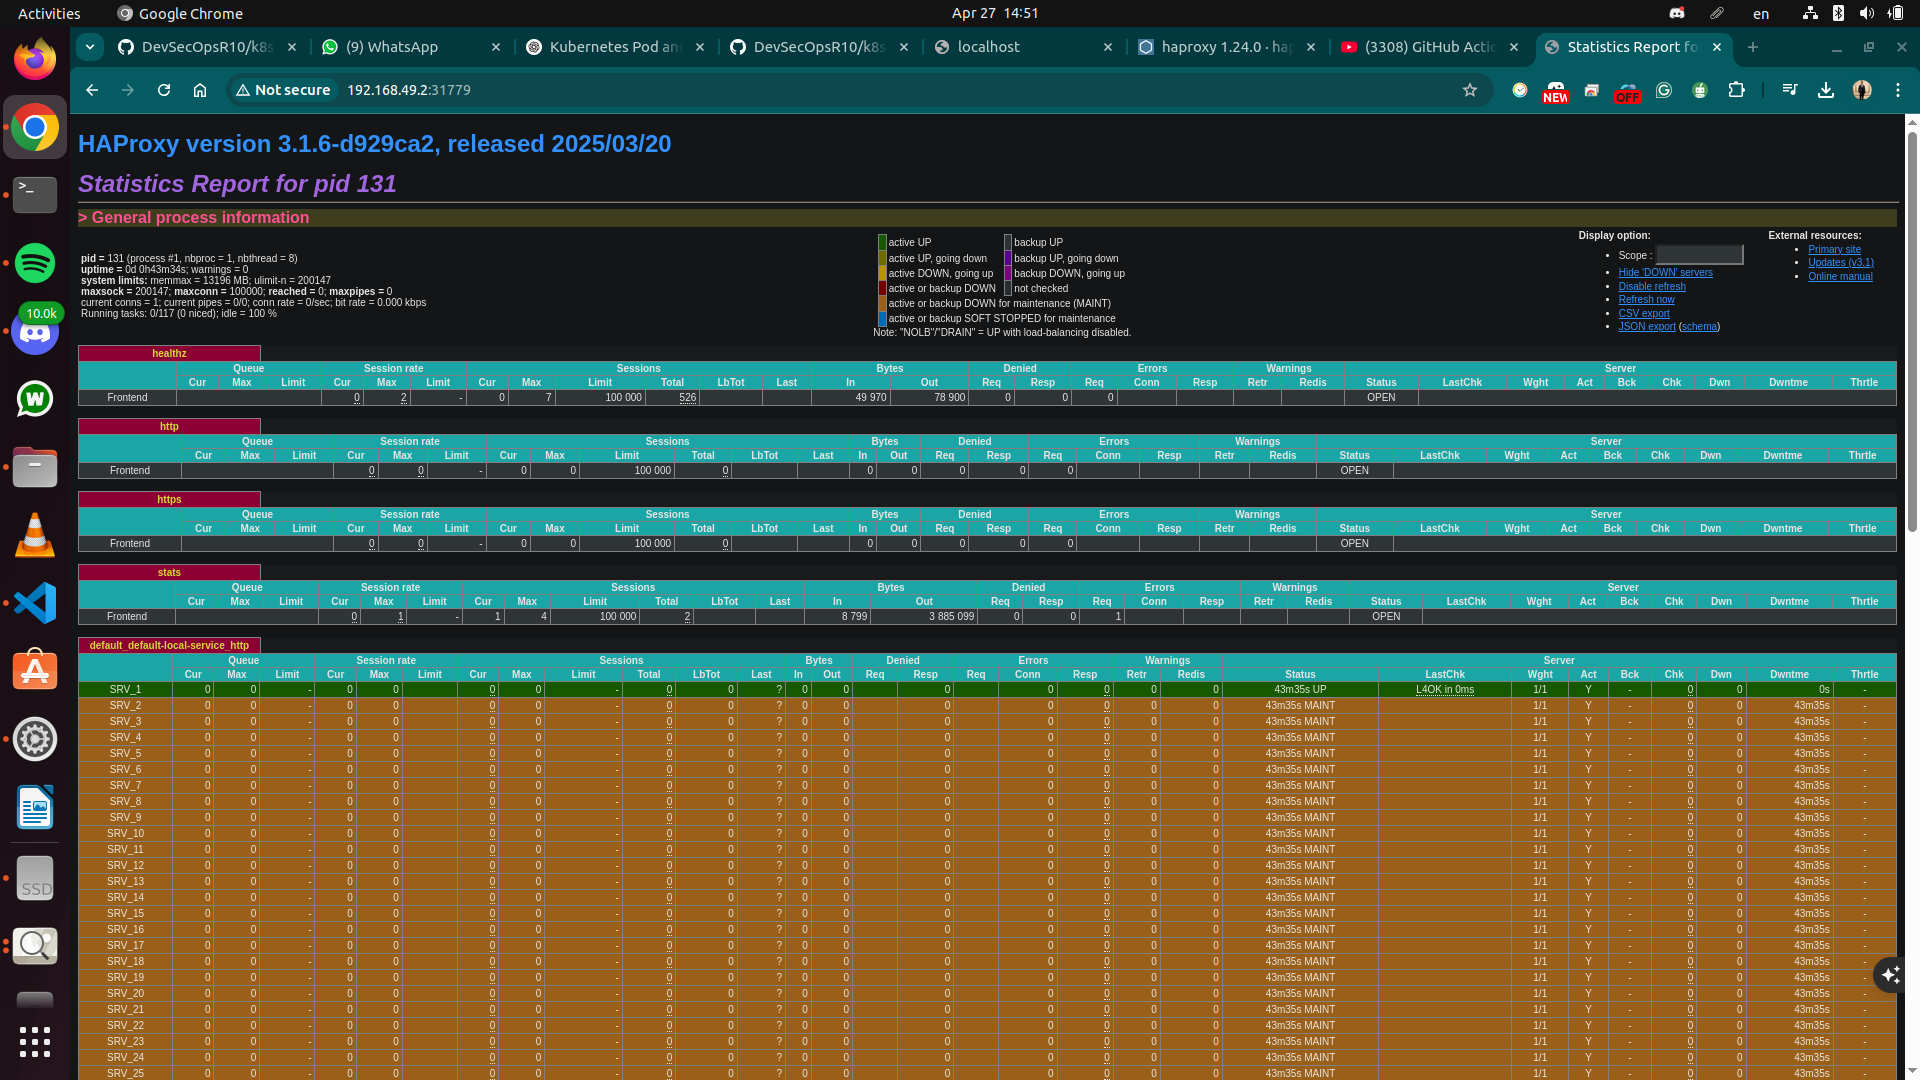 Activities
Google Chrome
Apr 27 14:51
en
DevSecOpsR10/k8s
(9) WhatsApp
Kubernetes Pod an
DevSecOpsR10/k8s
localhost
haproxy 1.24.0 · hap
(3308) GitHub Actio
Statistics Report fo
Not secure
192.168.49.2:31779
NEW
OFF
10.0k
SSD
HAProxy version 3.1.6-d929ca2, released 2025/03/20
Statistics Report for pid 131
> General process information
pid = 131 (process #1, nbproc = 1, nbthread = 8)
uptime = 0d 0h43m34s; warnings = 0
system limits: memmax = 13196 MB; ulimit-n = 200147
maxsock = 200147; maxconn = 100000; reached = 0; maxpipes = 0
current conns = 1; current pipes = 0/0; conn rate = 0/sec; bit rate = 0.000 kbps
Running tasks: 0/117 (0 niced); idle = 100 %
active UP backup UP
active UP, going down backup UP, going down
active DOWN, going up backup DOWN, going up
active or backup DOWN not checked
active or backup DOWN for maintenance (MAINT)
active or backup SOFT STOPPED for maintenance
Note: "NOLB"/"DRAIN" = UP with load-balancing disabled.
Display option:
Scope :
Hide 'DOWN' servers
Disable refresh
Refresh now
CSV export
JSON export (schema)
External resources:
Primary site
Updates (v3.1)
Online manual
healthz
Queue Session rate Sessions Bytes Denied Errors Warnings Server
Cur Max Limit Cur Max Limit Cur Max Limit Total LbTot Last In Out Req Resp Req Conn Resp Retr Redis Status LastChk Wght Act Bck Chk Dwn Dwntme Thrtle
Frontend 0 2 - 0 7 100 000 526 49 970 78 900 0 0 0 OPEN
http
Queue Session rate Sessions Bytes Denied Errors Warnings Server
Cur Max Limit Cur Max Limit Cur Max Limit Total LbTot Last In Out Req Resp Req Conn Resp Retr Redis Status LastChk Wght Act Bck Chk Dwn Dwntme Thrtle
Frontend 0 0 - 0 0 100 000 0 0 0 0 0 0 OPEN
https
Queue Session rate Sessions Bytes Denied Errors Warnings Server
Cur Max Limit Cur Max Limit Cur Max Limit Total LbTot Last In Out Req Resp Req Conn Resp Retr Redis Status LastChk Wght Act Bck Chk Dwn Dwntme Thrtle
Frontend 0 0 - 0 0 100 000 0 0 0 0 0 0 OPEN
stats
Queue Session rate Sessions Bytes Denied Errors Warnings Server
Cur Max Limit Cur Max Limit Cur Max Limit Total LbTot Last In Out Req Resp Req Conn Resp Retr Redis Status LastChk Wght Act Bck Chk Dwn Dwntme Thrtle
Frontend 0 1 - 1 4 100 000 2 8 799 3 885 099 0 0 1 OPEN
default_default-local-service_http
Queue Session rate Sessions Bytes Denied Errors Warnings Server
Cur Max Limit Cur Max Limit Cur Max Limit Total LbTot Last In Out Req Resp Req Conn Resp Retr Redis Status LastChk Wght Act Bck Chk Dwn Dwntme Thrtle
SRV_1 0 0 - 0 0 0 0 - 0 0 ? 0 0 0 0 0 0 0 43m35s UP L4OK in 0ms 1/1 Y - 0 0 0s -
SRV_2 0 0 - 0 0 0 0 - 0 0 ? 0 0 0 0 0 0 0 43m35s MAINT 1/1 Y - 0 0 43m35s -
SRV_3 0 0 - 0 0 0 0 - 0 0 ? 0 0 0 0 0 0 0 43m35s MAINT 1/1 Y - 0 0 43m35s -
SRV_4 0 0 - 0 0 0 0 - 0 0 ? 0 0 0 0 0 0 0 43m35s MAINT 1/1 Y - 0 0 43m35s -
SRV_5 0 0 - 0 0 0 0 - 0 0 ? 0 0 0 0 0 0 0 43m35s MAINT 1/1 Y - 0 0 43m35s -
SRV_6 0 0 - 0 0 0 0 - 0 0 ? 0 0 0 0 0 0 0 43m35s MAINT 1/1 Y - 0 0 43m35s -
SRV_7 0 0 - 0 0 0 0 - 0 0 ? 0 0 0 0 0 0 0 43m35s MAINT 1/1 Y - 0 0 43m35s -
SRV_8 0 0 - 0 0 0 0 - 0 0 ? 0 0 0 0 0 0 0 43m35s MAINT 1/1 Y - 0 0 43m35s -
SRV_9 0 0 - 0 0 0 0 - 0 0 ? 0 0 0 0 0 0 0 43m35s MAINT 1/1 Y - 0 0 43m35s -
SRV_10 0 0 - 0 0 0 0 - 0 0 ? 0 0 0 0 0 0 0 43m35s MAINT 1/1 Y - 0 0 43m35s -
SRV_11 0 0 - 0 0 0 0 - 0 0 ? 0 0 0 0 0 0 0 43m35s MAINT 1/1 Y - 0 0 43m35s -
SRV_12 0 0 - 0 0 0 0 - 0 0 ? 0 0 0 0 0 0 0 43m35s MAINT 1/1 Y - 0 0 43m35s -
SRV_13 0 0 - 0 0 0 0 - 0 0 ? 0 0 0 0 0 0 0 43m35s MAINT 1/1 Y - 0 0 43m35s -
SRV_14 0 0 - 0 0 0 0 - 0 0 ? 0 0 0 0 0 0 0 43m35s MAINT 1/1 Y - 0 0 43m35s -
SRV_15 0 0 - 0 0 0 0 - 0 0 ? 0 0 0 0 0 0 0 43m35s MAINT 1/1 Y - 0 0 43m35s -
SRV_16 0 0 - 0 0 0 0 - 0 0 ? 0 0 0 0 0 0 0 43m35s MAINT 1/1 Y - 0 0 43m35s -
SRV_17 0 0 - 0 0 0 0 - 0 0 ? 0 0 0 0 0 0 0 43m35s MAINT 1/1 Y - 0 0 43m35s -
SRV_18 0 0 - 0 0 0 0 - 0 0 ? 0 0 0 0 0 0 0 43m35s MAINT 1/1 Y - 0 0 43m35s -
SRV_19 0 0 - 0 0 0 0 - 0 0 ? 0 0 0 0 0 0 0 43m35s MAINT 1/1 Y - 0 0 43m35s -
SRV_20 0 0 - 0 0 0 0 - 0 0 ? 0 0 0 0 0 0 0 43m35s MAINT 1/1 Y - 0 0 43m35s -
SRV_21 0 0 - 0 0 0 0 - 0 0 ? 0 0 0 0 0 0 0 43m35s MAINT 1/1 Y - 0 0 43m35s -
SRV_22 0 0 - 0 0 0 0 - 0 0 ? 0 0 0 0 0 0 0 43m35s MAINT 1/1 Y - 0 0 43m35s -
SRV_23 0 0 - 0 0 0 0 - 0 0 ? 0 0 0 0 0 0 0 43m35s MAINT 1/1 Y - 0 0 43m35s -
SRV_24 0 0 - 0 0 0 0 - 0 0 ? 0 0 0 0 0 0 0 43m35s MAINT 1/1 Y - 0 0 43m35s -
SRV_25 0 0 - 0 0 0 0 - 0 0 ? 0 0 0 0 0 0 0 43m35s MAINT 1/1 Y - 0 0 43m35s -